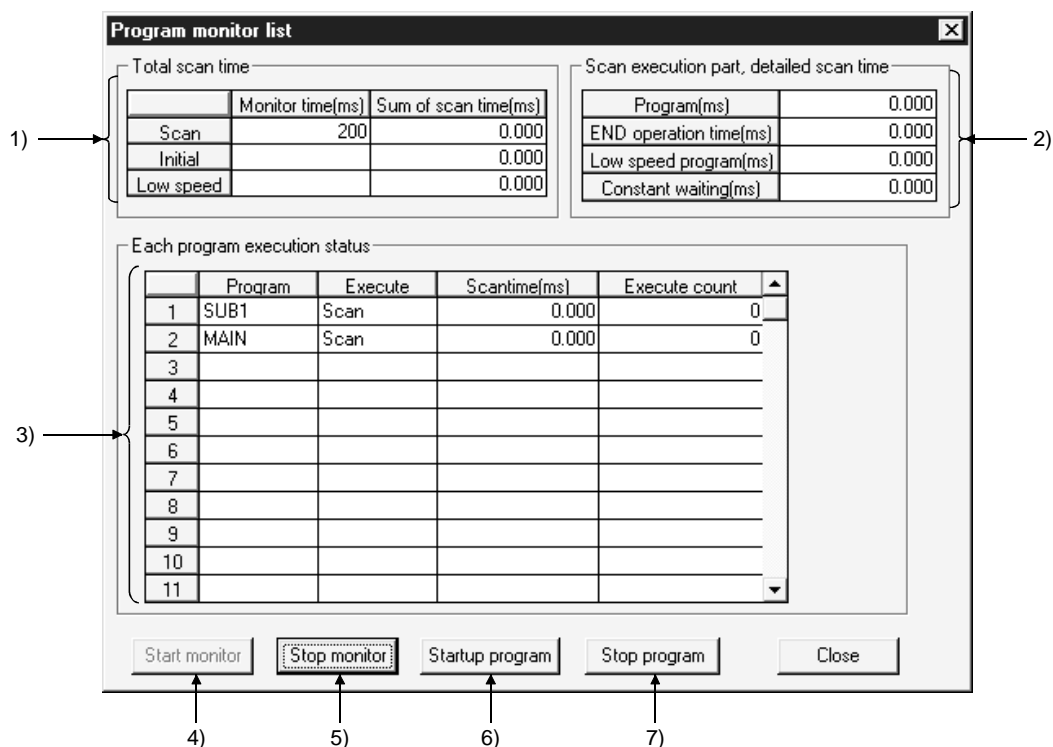 Program monitor list
Total scan time
Scan execution part, detailed scan time
Monitor time(ms) Sum of scan time(ms)
Scan 200 0.000
Initial 0.000
Low speed 0.000
Program(ms) 0.000
END operation time(ms) 0.000
Low speed program(ms) 0.000
Constant waiting(ms) 0.000
1)
2)
Each program execution status
Program Execute Scantime(ms) Execute count
1 SUB1 Scan 0.000 0
2 MAIN Scan 0.000 0
3
4
5
6
7
8
9
10
11
3)
Start monitor Stop monitor Startup program Stop program Close
4) 5) 6) 7)